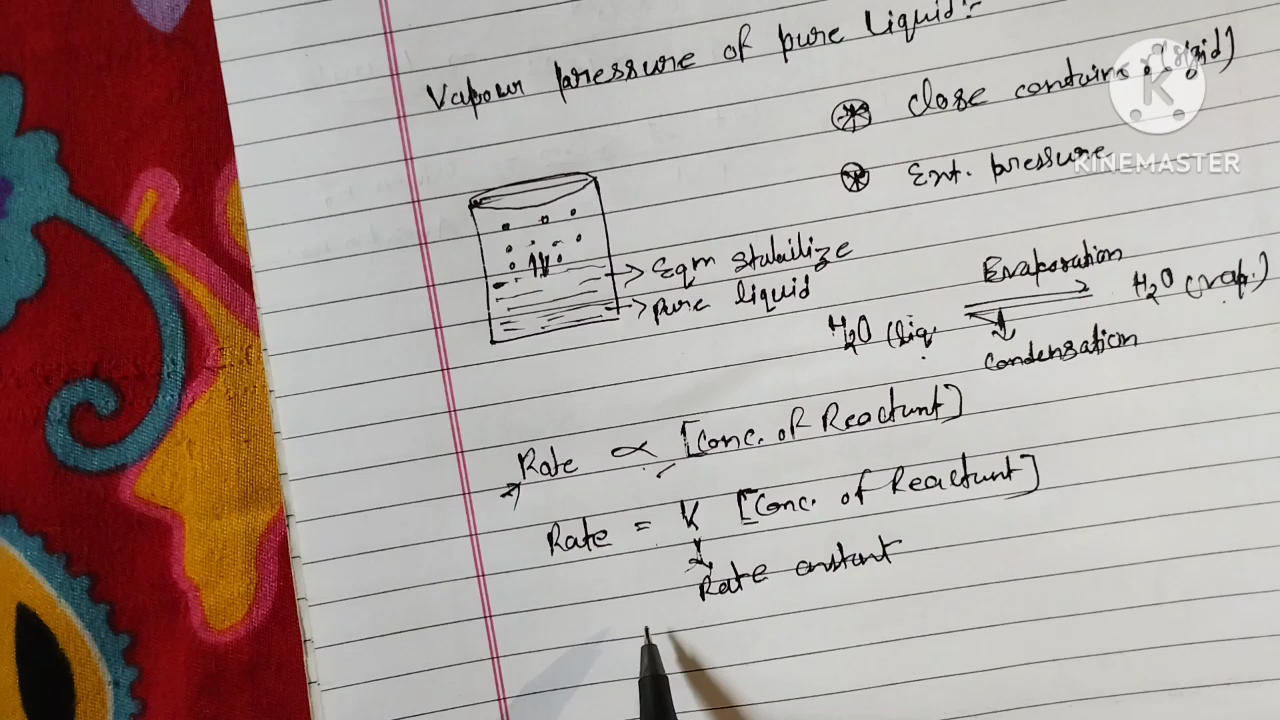 Vapour pressure of pure liquid:-
Close container (rigid)
Ext. pressure
KINEMASTER
Eqm stabilize
pure liquid
Evaporation
H2O (liq. ⇌ H2O (vap.)
Condensation
Rate ∝ [Conc. of Reactant]
Rate = K [Conc. of Reactant]
Rate constant